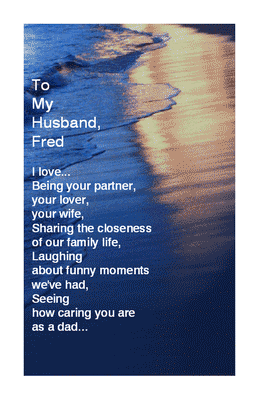 To
My
Husband,
Fred
I love...
Being your partner,
your lover,
your wife,
Sharing the closeness
of our family life,
Laughing
about funny moments
we've had,
Seeing
how caring you are
as a dad...